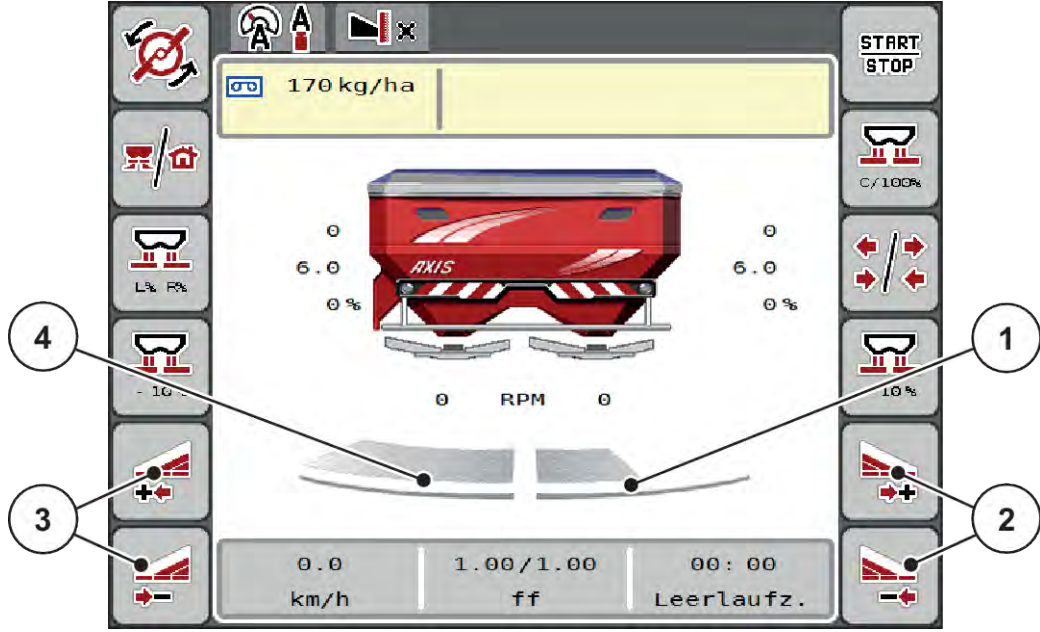 A A
START
STOP
170 kg/ha
C/100%
0 0
6.0 AXIS 6.0
L% R%
0% 0%
4
1
- 10%
0 RPM 0
10%
3
2
0.0 1.00/1.00 00:00
km/h ff Leerlaufz.